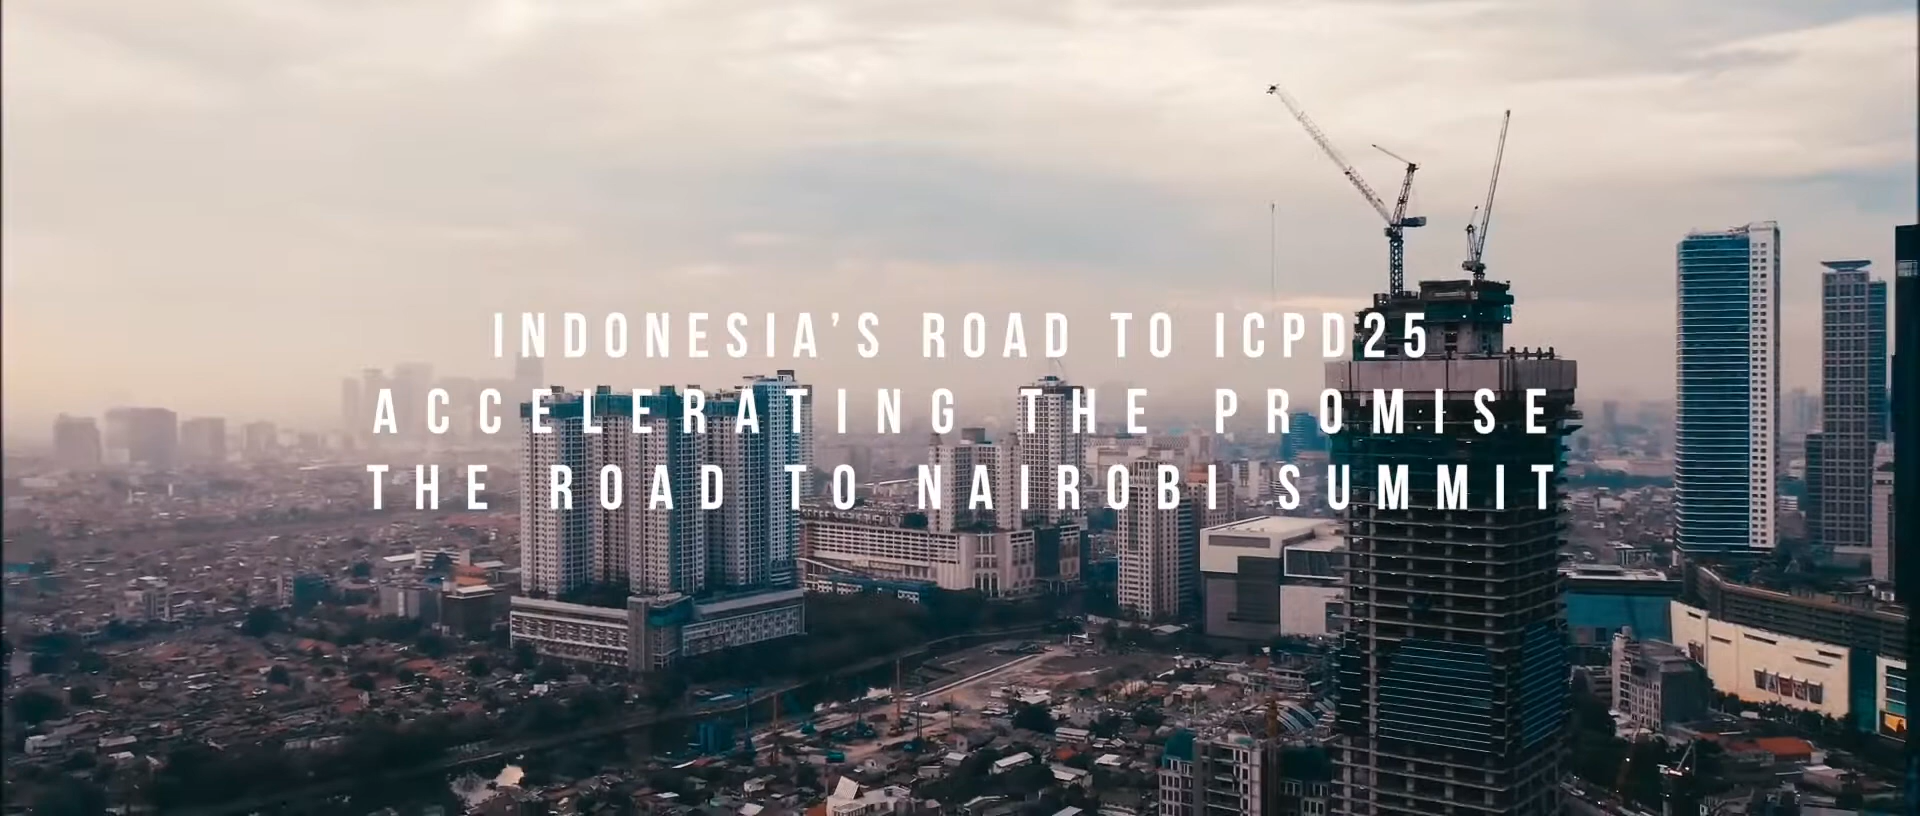 INDONESIA'S ROAD TO ICPD25
ACCELERATING THE PROMISE
THE ROAD TO NAIROBI SUMMIT